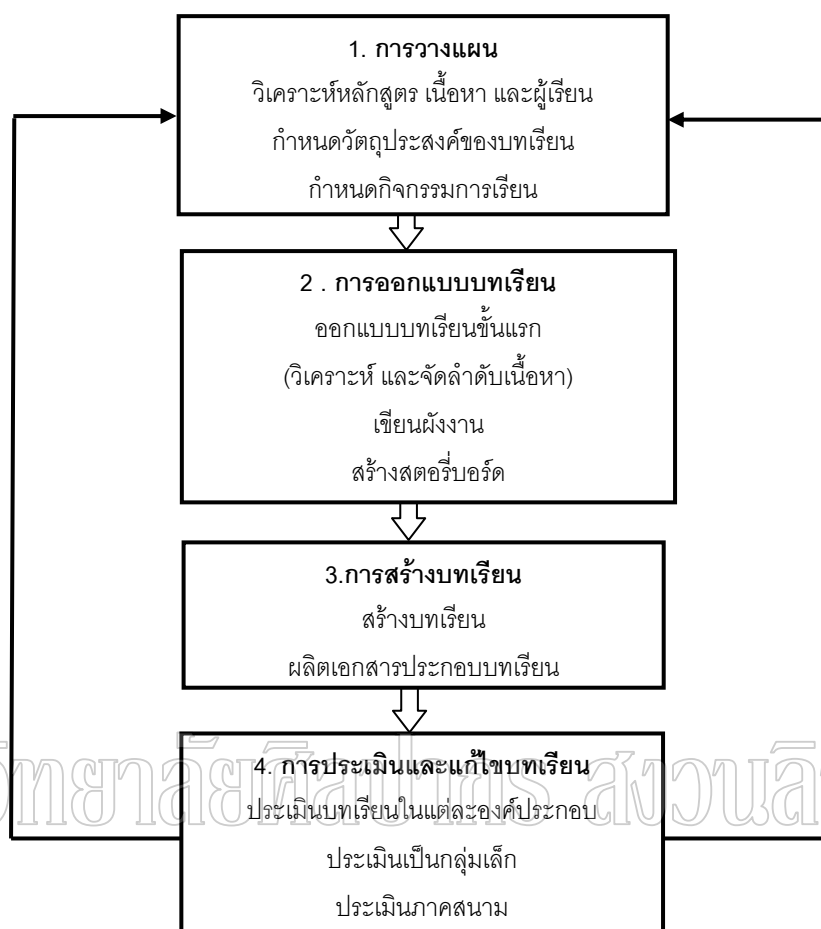 1. การวางแผน
วิเคราะห์หลักสูตร เนื้อหา และผู้เรียน
กำหนดวัตถุประสงค์ของบทเรียน
กำหนดกิจกรรมการเรียน
2 . การออกแบบบทเรียน
ออกแบบบทเรียนขั้นแรก
(วิเคราะห์ และจัดลำดับเนื้อหา)
เขียนผังงาน
สร้างสตอรี่บอร์ด
3.การสร้างบทเรียน
สร้างบทเรียน
ผลิตเอกสารประกอบบทเรียน
4. การประเมินและแก้ไขบทเรียน
ประเมินบทเรียนในแต่ละองค์ประกอบ
ประเมินเป็นกลุ่มเล็ก
ประเมินภาคสนาม